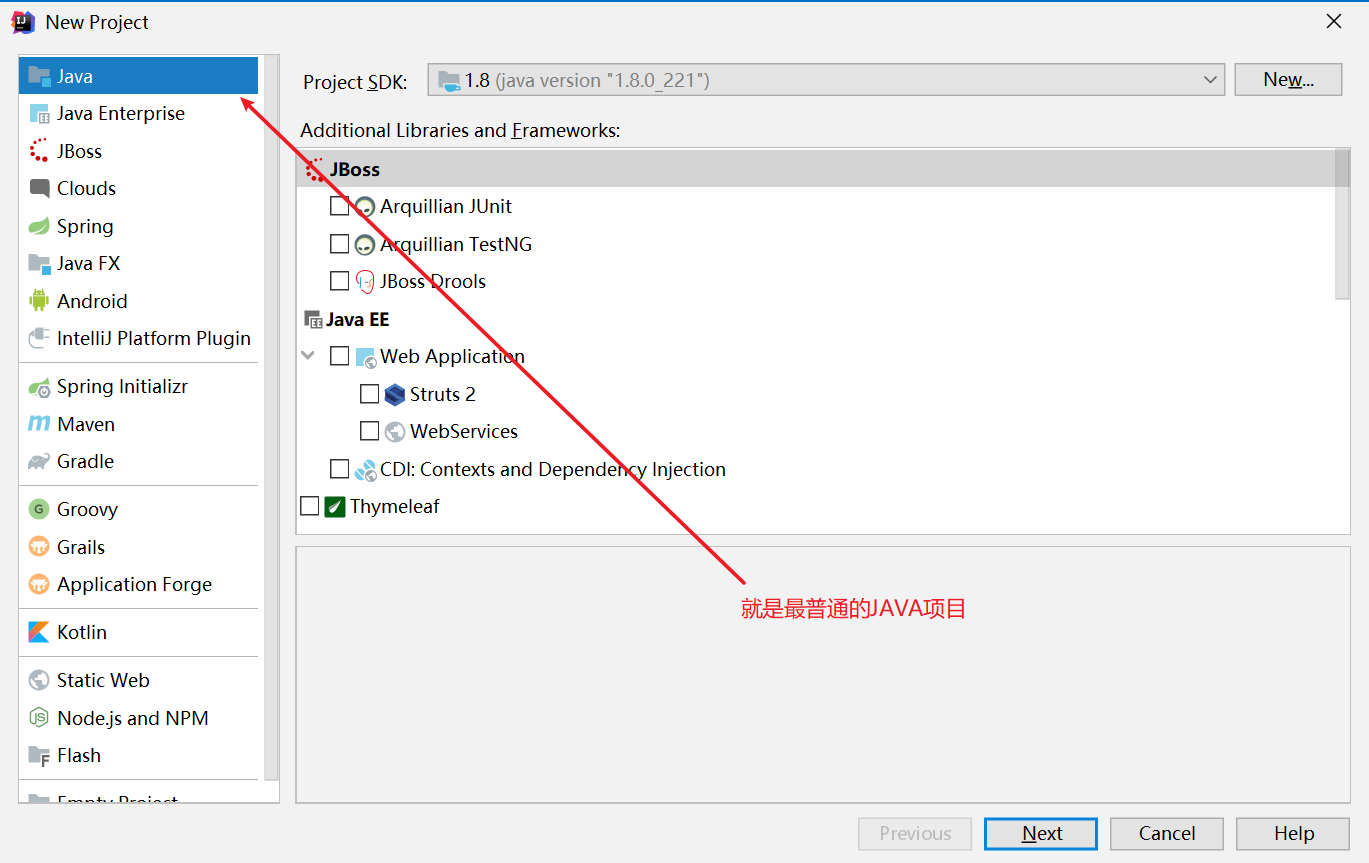 New Project
Java
Java Enterprise
JBoss
Clouds
Spring
Java FX
Android
IntelliJ Platform Plugin
Spring Initializr
Maven
Gradle
Groovy
Grails
Application Forge
Kotlin
Static Web
Node.js and NPM
Flash
Empty Project
Project SDK: 1.8 (java version "1.8.0_221") New...
Additional Libraries and Frameworks:
JBoss
Arquillian JUnit
Arquillian TestNG
JBoss Drools
Java EE
Web Application
Struts 2
WebServices
CDI: Contexts and Dependency Injection
Thymeleaf
就是最普通的JAVA项目
Previous Next Cancel Help